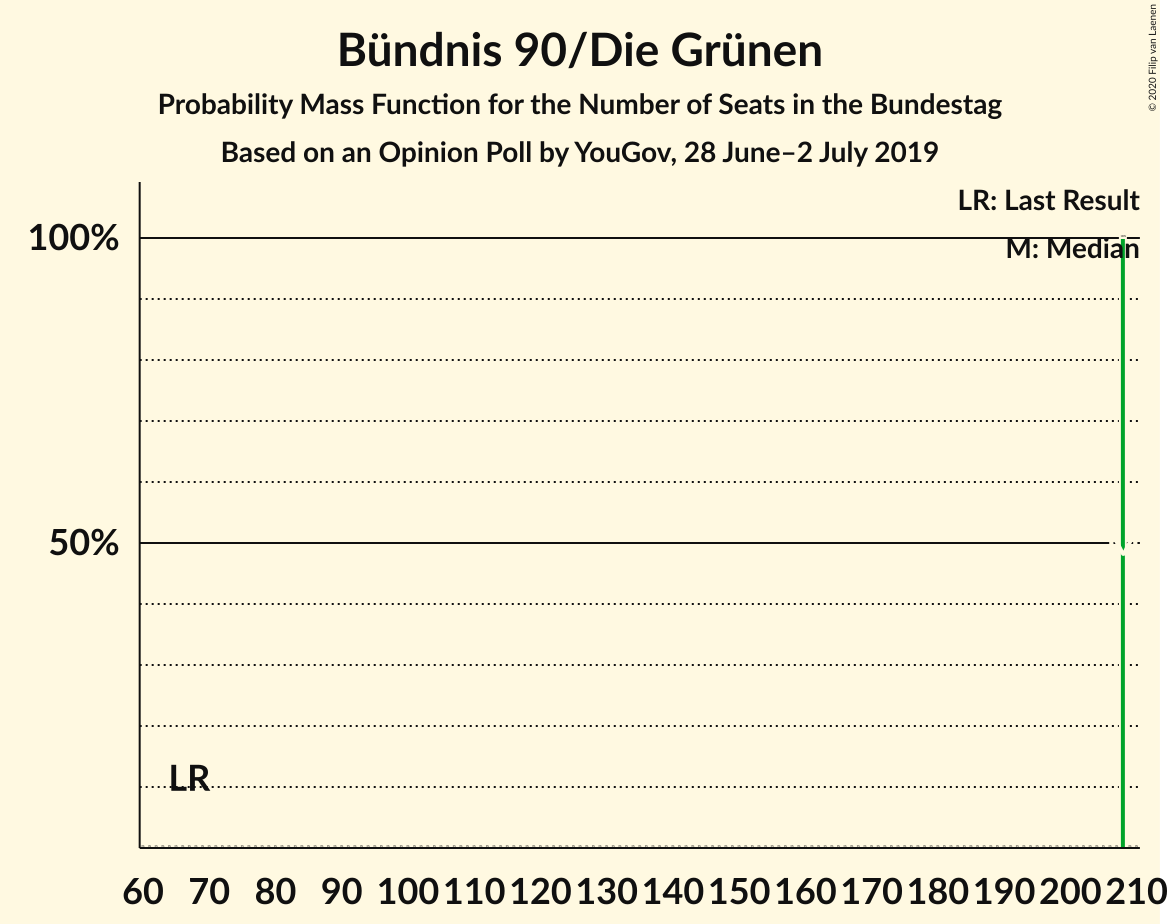 Bündnis 90/Die Grünen
Probability Mass Function for the Number of Seats in the Bundestag
Based on an Opinion Poll by YouGov, 28 June–2 July 2019
© 2020 Filip van Laenen
LR: Last Result
M: Median
100%
50%
LR
60 70 80 90 100 110 120 130 140 150 160 170 180 190 200 210